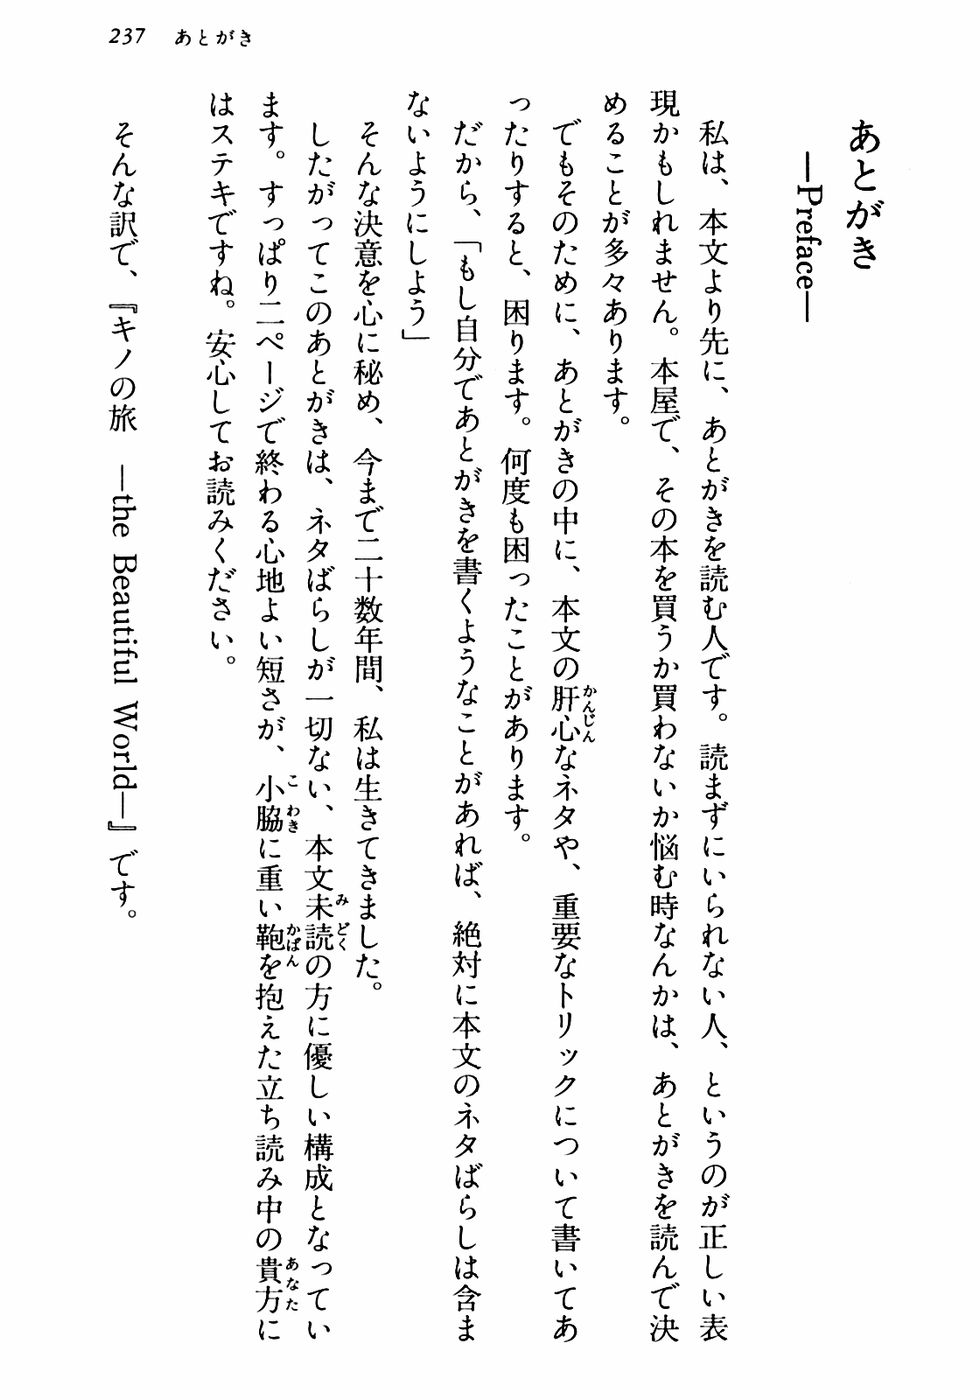 237 あとがき
あとがき
―Preface―
私は、本文より先に、あとがきを読む人です。読まずにいられない人、というのが正しい表
現かもしれません。本屋で、その本を買うか買わないか悩む時なんかは、あとがきを読んで決
めることが多々あります。
でもそのために、あとがきの中に、本文の肝心なネタや、重要なトリックについて書いてあ
ったりすると、困ります。何度も困ったことがあります。
だから、「もし自分であとがきを書くようなことがあれば、絶対に本文のネタばらしは含ま
ないようにしよう」
そんな決意を心に秘め、今まで二十数年間、私は生きてきました。
したがってこのあとがきは、ネタばらしが一切ない、本文未読の方に優しい構成となってい
ます。すっぱり二ページで終わる心地よい短さが、小脇に重い鞄を抱えた立ち読み中の貴方に
はステキですね。安心してお読みください。
そんな訳で、『キノの旅 ―the Beautiful World―』です。